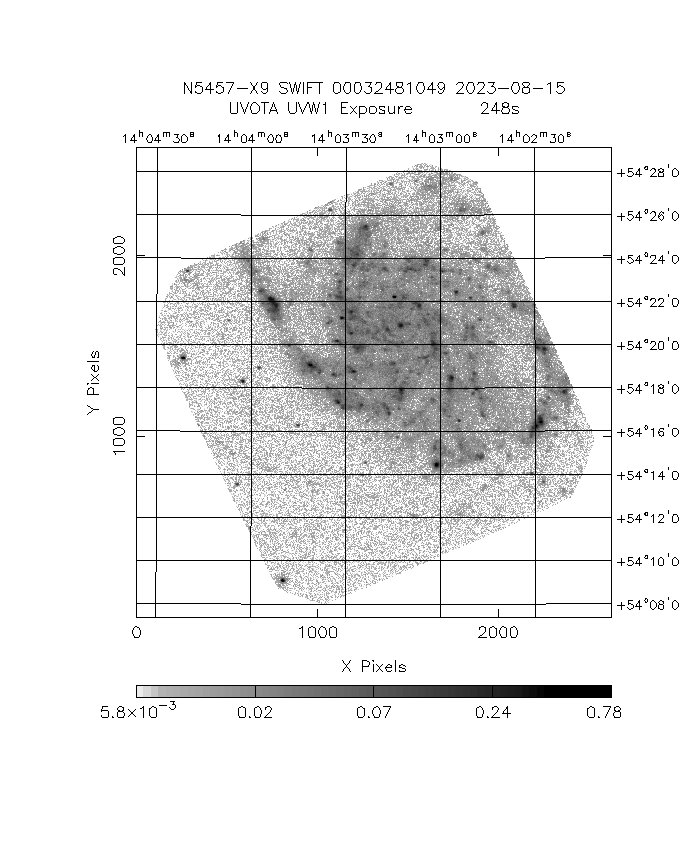 N5457-X9 SWIFT 00032481049 2023-08-15
UVOTA UVW1 Exposure 248s
14ʰ04ᵐ30ˢ 14ʰ04ᵐ00ˢ 14ʰ03ᵐ30ˢ 14ʰ03ᵐ00ˢ 14ʰ02ᵐ30ˢ
+54°28'0
+54°26'0
2000
+54°24'0
+54°22'0
+54°20'0
Y Pixels
+54°18'0
1000
+54°16'0
+54°14'0
+54°12'0
+54°10'0
+54°08'0
0 1000 2000
X Pixels
5.8×10⁻³ 0.02 0.07 0.24 0.78